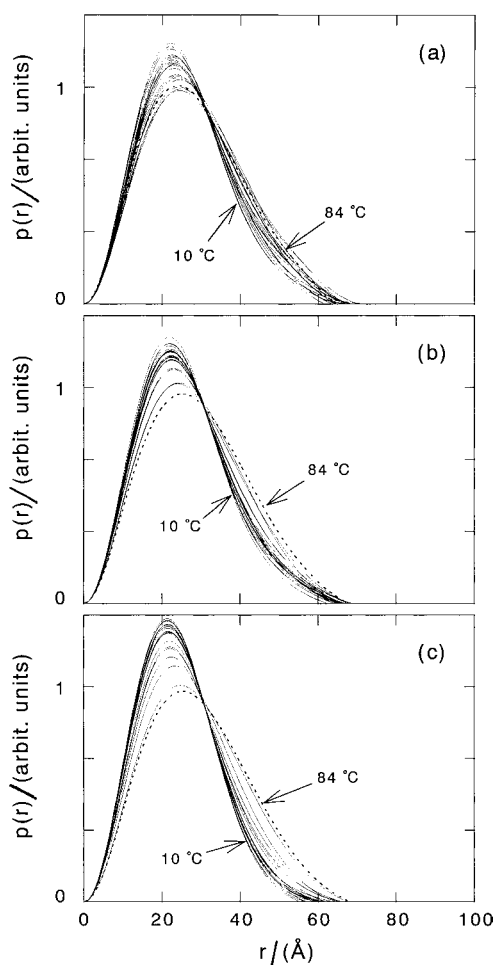 (a)
p(r)/(arbit. units)
1
0
84 °C
10 °C
(b)
p(r)/(arbit. units)
1
0
84 °C
10 °C
(c)
p(r)/(arbit. units)
1
0
84 °C
10 °C
0 20 40 60 80 100
r/(Å)